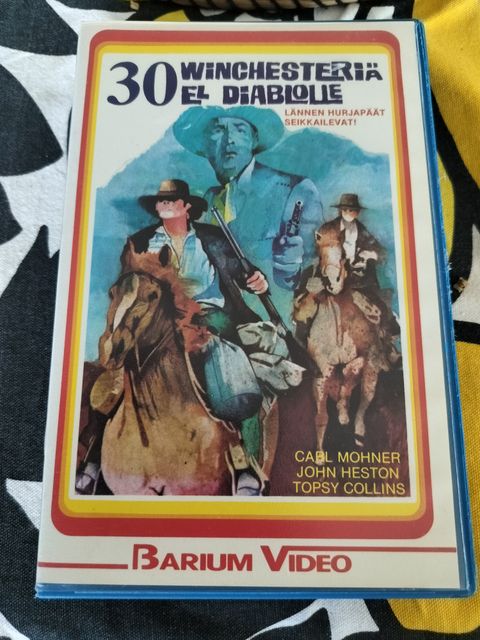 30 WINCHESTERIÄ
EL DIABLOLLE
LÄNNEN HURJAPÄÄT
SEIKKAILEVAT!
CARL MOHNER
JOHN HESTON
TOPSY COLLINS
BARIUM VIDEO